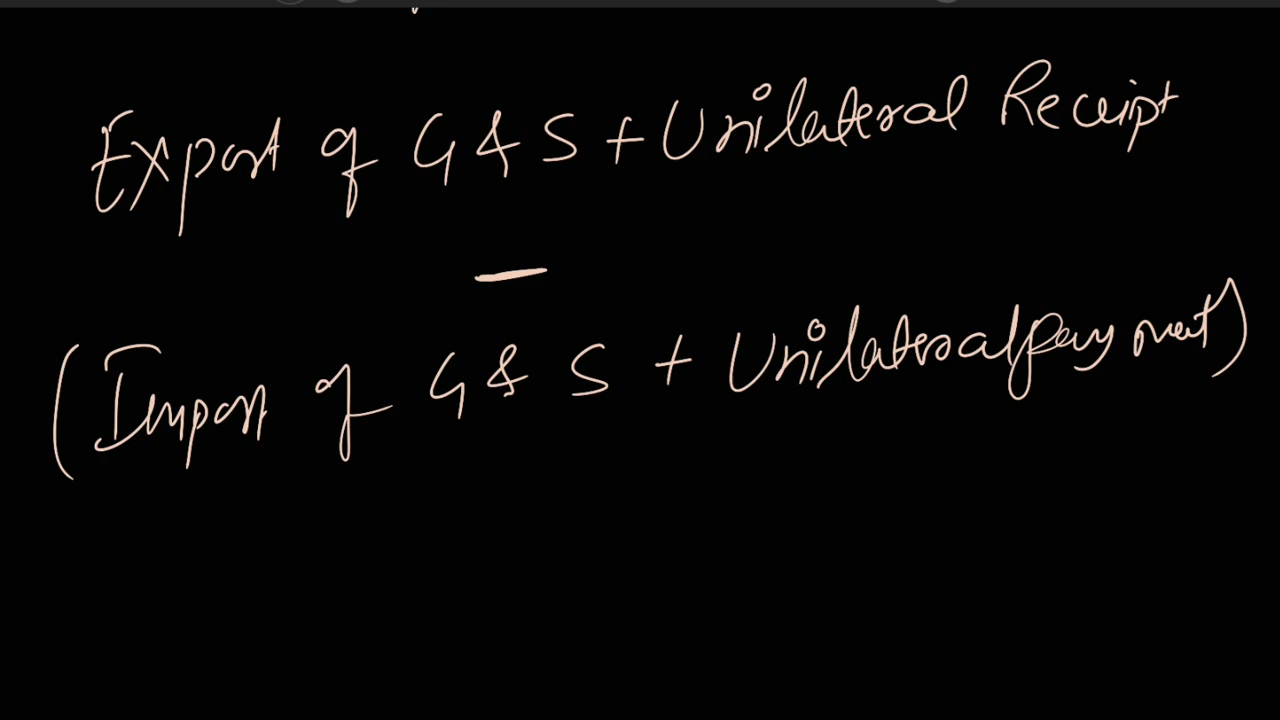 Export of G & S + Unilateral Receipt
—
(Import of G & S + Unilateral payment)